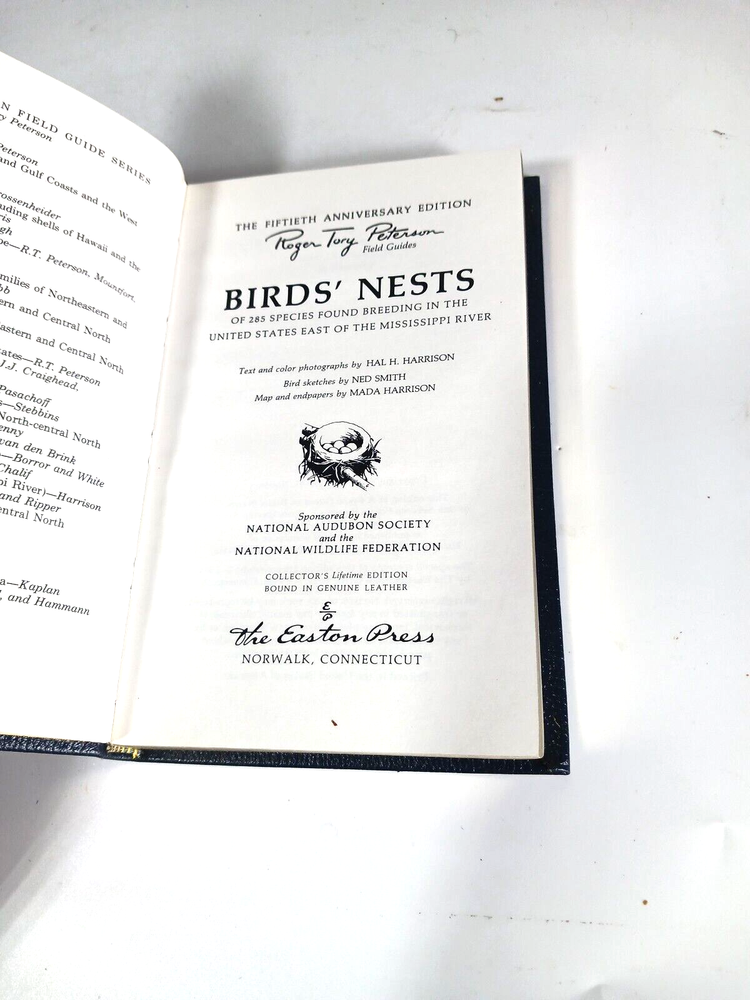 N FIELD GUIDE SERIES
Peterson
Peterson
and Gulf Coasts and the West
rossenheider
uding shells of Hawaii and the
ris
gh
pe—R.T. Peterson, Mountfort,
milies of Northeastern and
bb
ern and Central North
eastern and Central North
ates—R.T. Peterson
J.J. Craighead.
Pasachoff
s—Stebbins
North-central North
enny
van den Brink
—Borror and White
Chalif
pi River)—Harrison
and Ripper
entral North
a—Kaplan
, and Hammann
THE FIFTIETH ANNIVERSARY EDITION
Roger Tory Peterson
Field Guides
BIRDS' NESTS
OF 285 SPECIES FOUND BREEDING IN THE
UNITED STATES EAST OF THE MISSISSIPPI RIVER
Text and color photographs by HAL H. HARRISON
Bird sketches by NED SMITH
Map and endpapers by MADA HARRISON
Sponsored by the
NATIONAL AUDUBON SOCIETY
and the
NATIONAL WILDLIFE FEDERATION
COLLECTOR'S Lifetime EDITION
BOUND IN GENUINE LEATHER
E
P
The Easton Press
NORWALK, CONNECTICUT